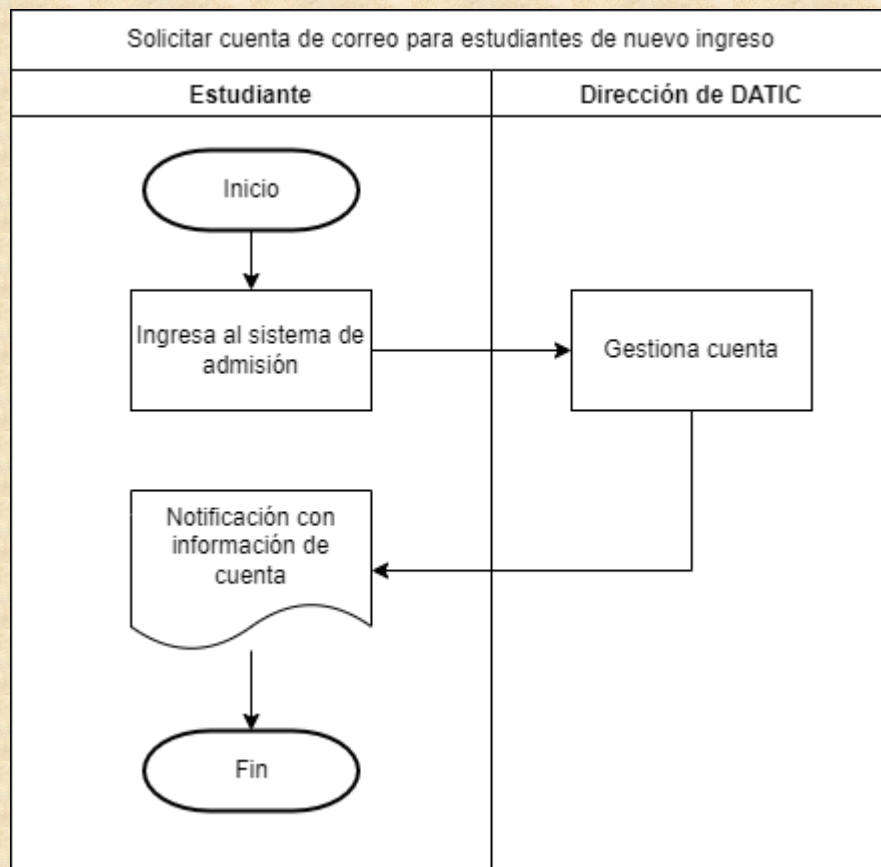 Solicitar cuenta de correo para estudiantes de nuevo ingreso
Estudiante
Dirección de DATIC
Inicio
Ingresa al sistema de
admisión
Gestiona cuenta
Notificación con
información de
cuenta
Fin